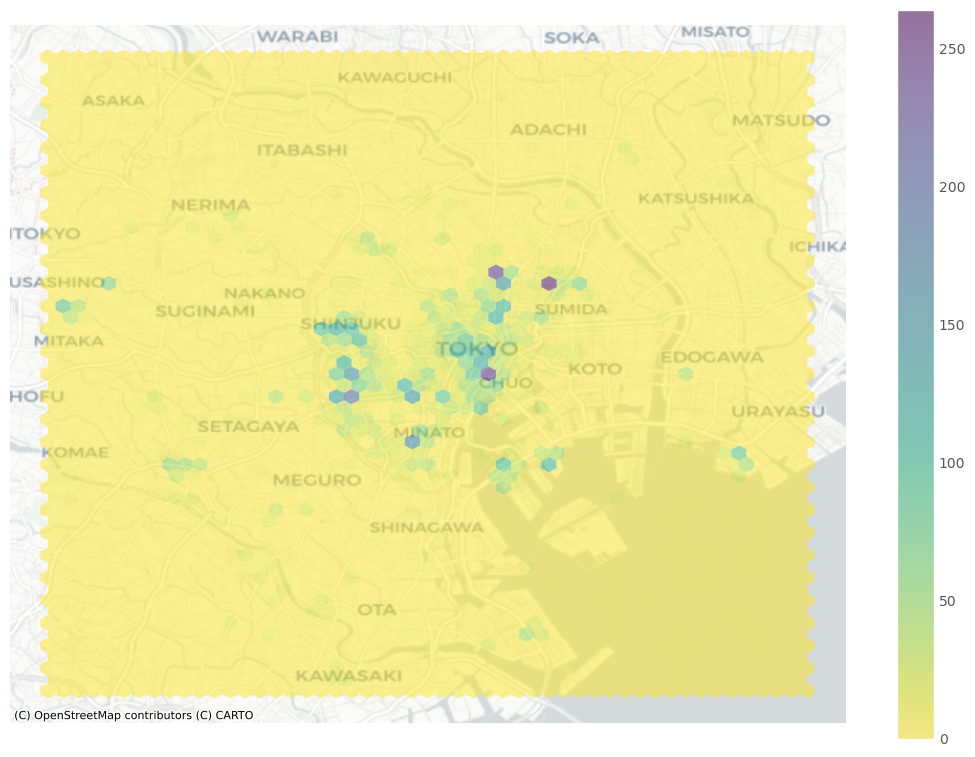 WARABI
SOKA
MISATO
KAWAGUCHI
ASAKA
ADACHI
MATSUDO
ITABASHI
KATSUSHIKA
NERIMA
ITOKYO
ICHIKA
USASHINO
NAKANO
SUGINAMI
SHINJUKU
SUMIDA
MITAKA
TOKYO
EDOGAWA
KOTO
CHUO
HOFU
URAYASU
SETAGAYA
MINATO
KOMAE
MEGURO
SHINAGAWA
OTA
KAWASAKI
(C) OpenStreetMap contributors (C) CARTO
250
200
150
100
50
0